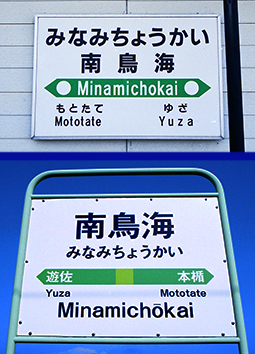 みなみちょうかい
南鳥海
Minamichokai
もとたて ゆざ
Mototate Yuza
南鳥海
みなみちょうかい
遊佐 本楯
Yuza Mototate
Minamichōkai